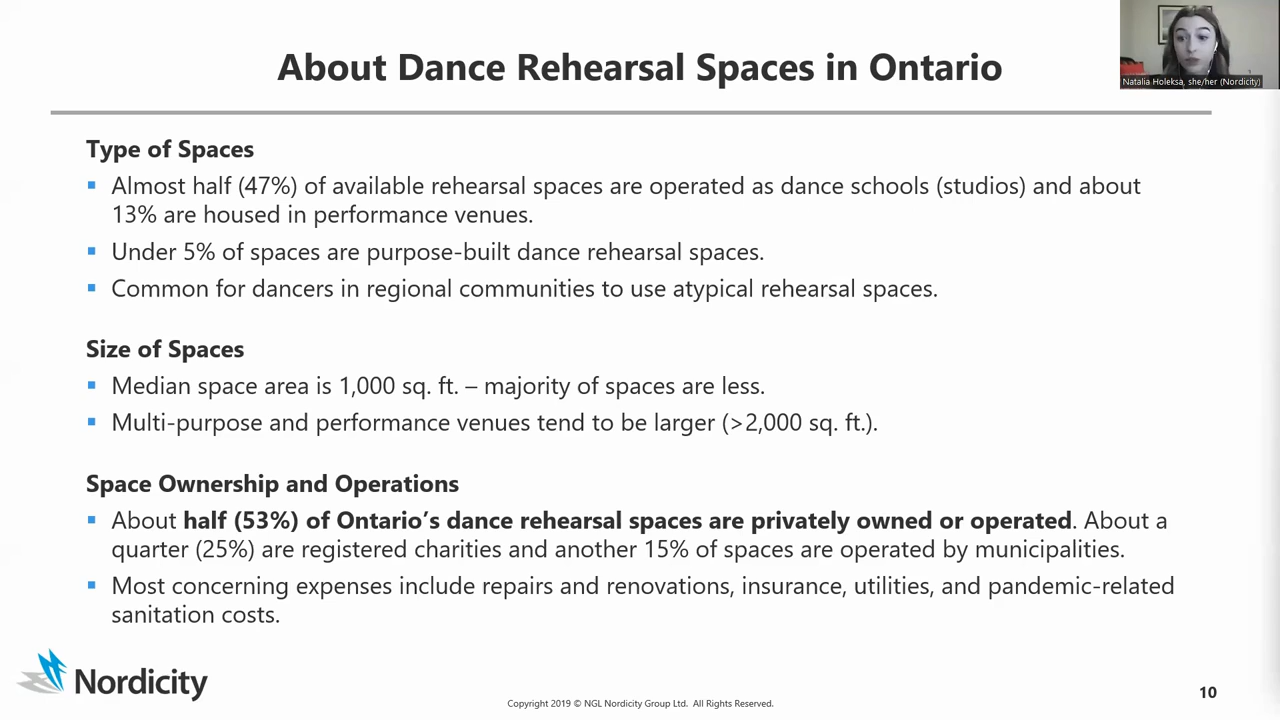 About Dance Rehearsal Spaces in Ontario
Natalia Holeksa, she/her (Nordicity)
Type of Spaces
Almost half (47%) of available rehearsal spaces are operated as dance schools (studios) and about
13% are housed in performance venues.
Under 5% of spaces are purpose-built dance rehearsal spaces.
Common for dancers in regional communities to use atypical rehearsal spaces.
Size of Spaces
Median space area is 1,000 sq. ft. – majority of spaces are less.
Multi-purpose and performance venues tend to be larger (>2,000 sq. ft.).
Space Ownership and Operations
About half (53%) of Ontario’s dance rehearsal spaces are privately owned or operated. About a
quarter (25%) are registered charities and another 15% of spaces are operated by municipalities.
Most concerning expenses include repairs and renovations, insurance, utilities, and pandemic-related
sanitation costs.
Nordicity
Copyright 2019 © NGL Nordicity Group Ltd. All Rights Reserved.
10